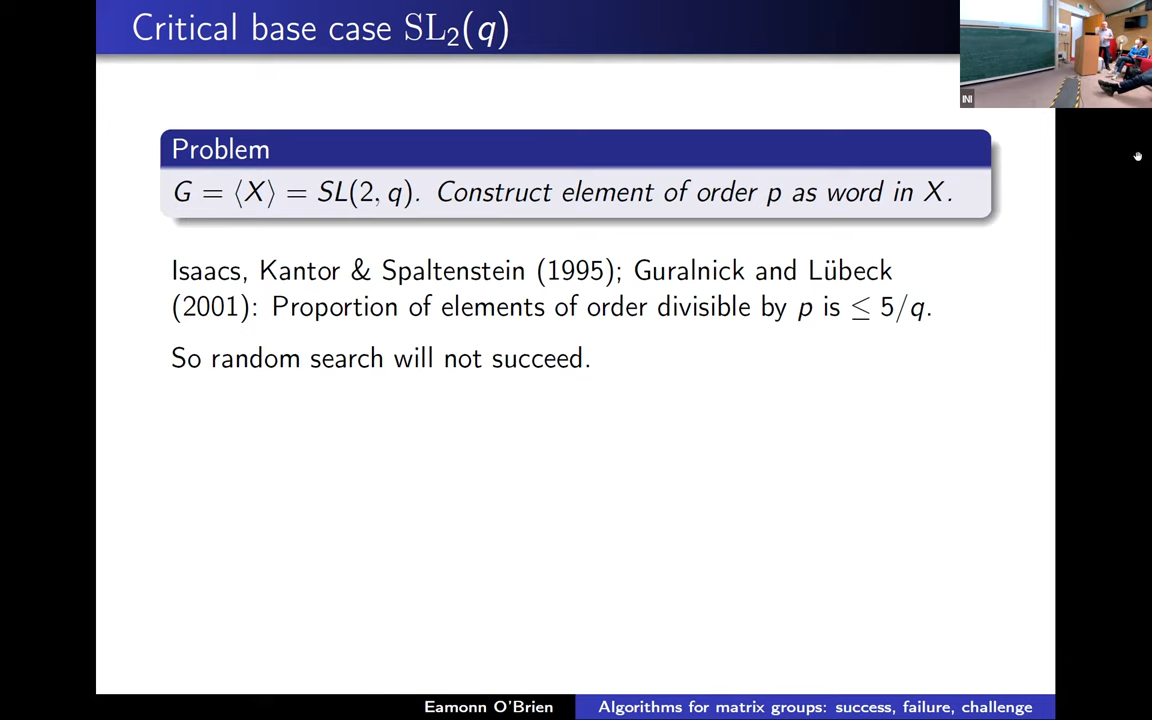 Critical base case SL₂(q)
INI
Problem
G = ⟨X⟩ = SL(2, q). Construct element of order p as word in X.
Isaacs, Kantor & Spaltenstein (1995); Guralnick and Lübeck
(2001): Proportion of elements of order divisible by p is ≤ 5/q.
So random search will not succeed.
Eamonn O'Brien
Algorithms for matrix groups: success, failure, challenge